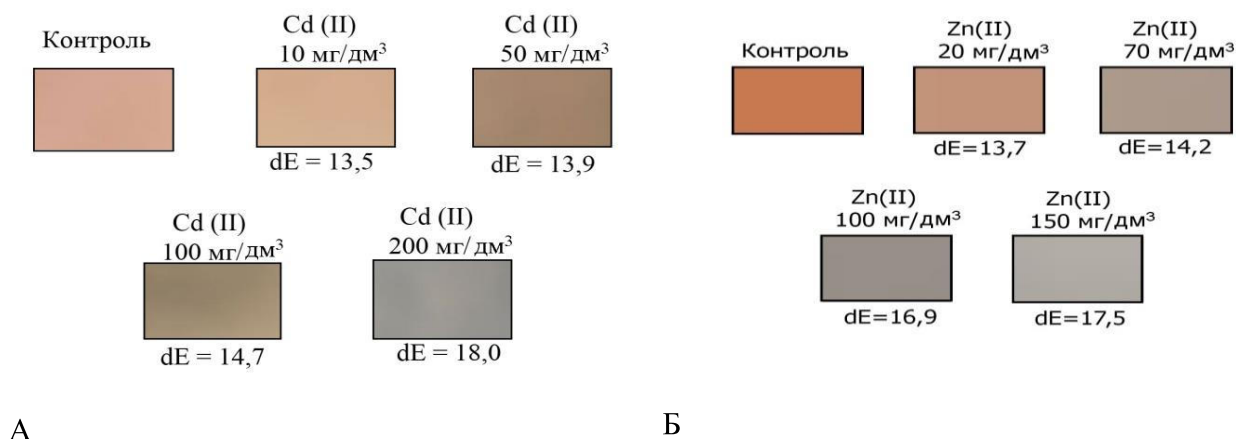 Контроль
Cd (II)
10 мг/дм³
dE = 13,5
Cd (II)
50 мг/дм³
dE = 13,9
Cd (II)
100 мг/дм³
dE = 14,7
Cd (II)
200 мг/дм³
dE = 18,0
А
Контроль
Zn(II)
20 мг/дм³
dE=13,7
Zn(II)
70 мг/дм³
dE=14,2
Zn(II)
100 мг/дм³
dE=16,9
Zn(II)
150 мг/дм³
dE=17,5
Б